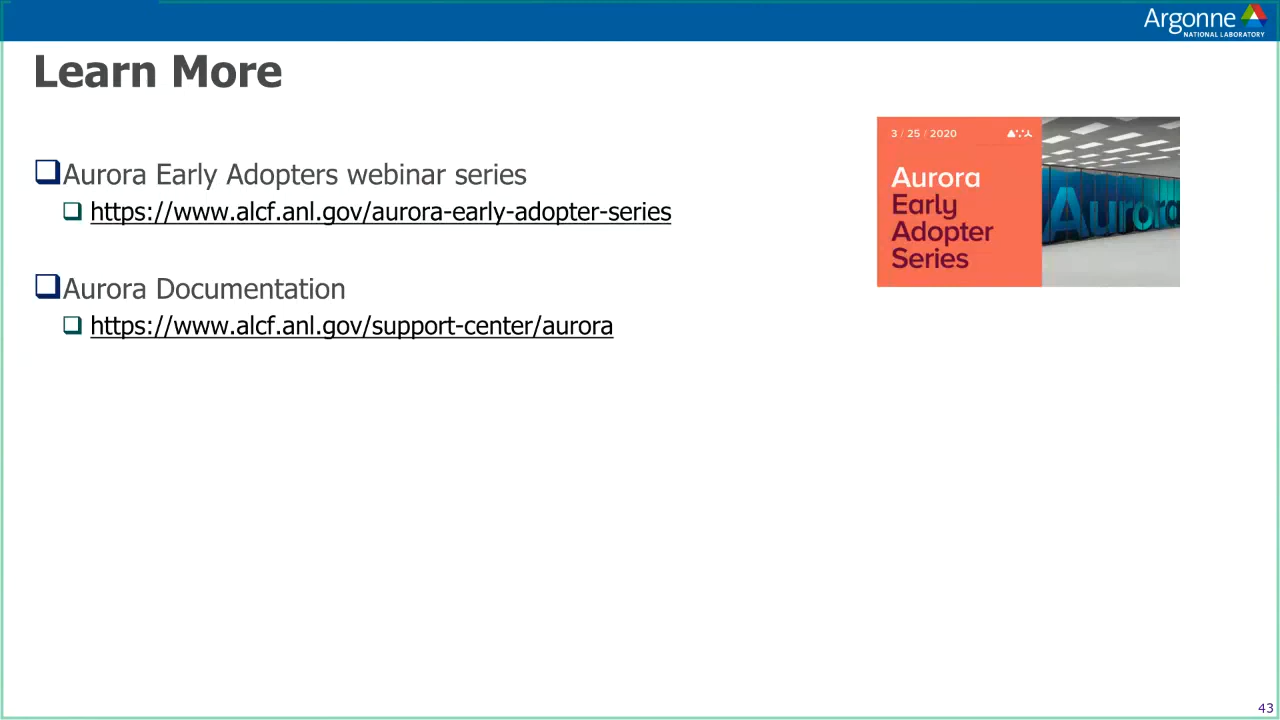 Argonne
NATIONAL LABORATORY
Learn More
Aurora Early Adopters webinar series
https://www.alcf.anl.gov/aurora-early-adopter-series
Aurora Documentation
https://www.alcf.anl.gov/support-center/aurora
3 / 25 / 2020
Aurora
Early
Adopter
Series
Aurora
43